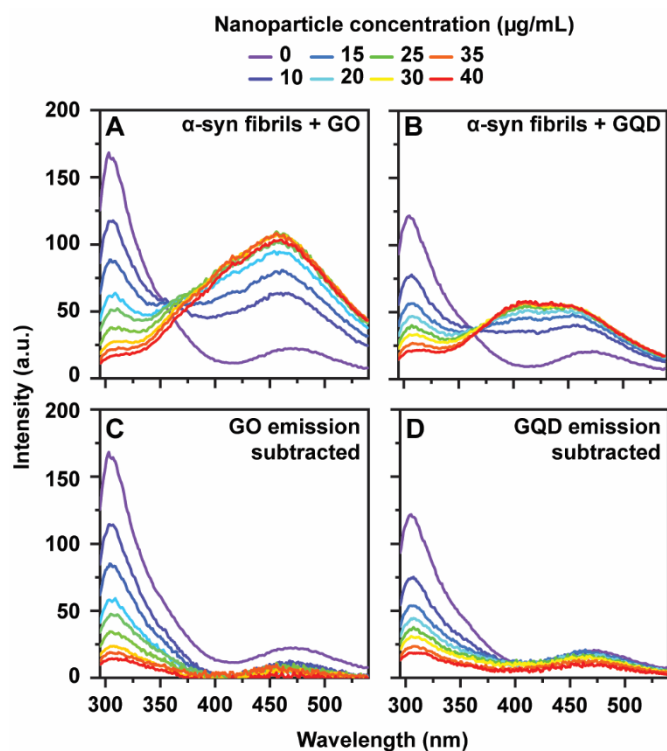 Nanoparticle concentration (µg/mL)
0 15 25 35
10 20 30 40
A α-syn fibrils + GO
B α-syn fibrils + GQD
200
150
100
50
0
C GO emission
subtracted
D GQD emission
subtracted
200
150
100
50
0
Intensity (a.u.)
300 350 400 450 500
300 350 400 450 500
Wavelength (nm)